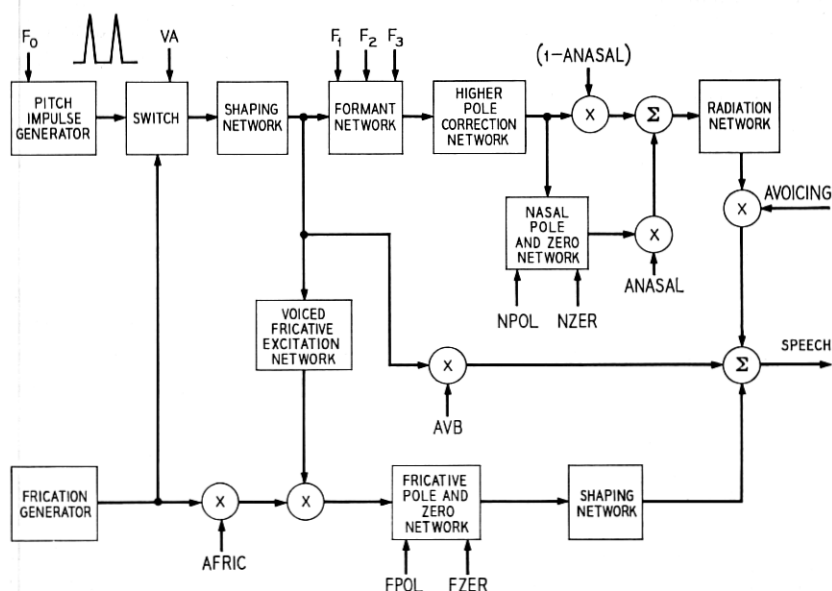 F0
VA
F1
F2
F3
(1-ANASAL)
PITCH
IMPULSE
GENERATOR
SWITCH
SHAPING
NETWORK
FORMANT
NETWORK
HIGHER
POLE
CORRECTION
NETWORK
X
Σ
RADIATION
NETWORK
X
AVOICING
NASAL
POLE
AND ZERO
NETWORK
X
NPOL
NZER
ANASAL
VOICED
FRICATIVE
EXCITATION
NETWORK
X
AVB
Σ
SPEECH
FRICATION
GENERATOR
X
AFRIC
X
FRICATIVE
POLE AND
ZERO
NETWORK
FPOL
FZER
SHAPING
NETWORK